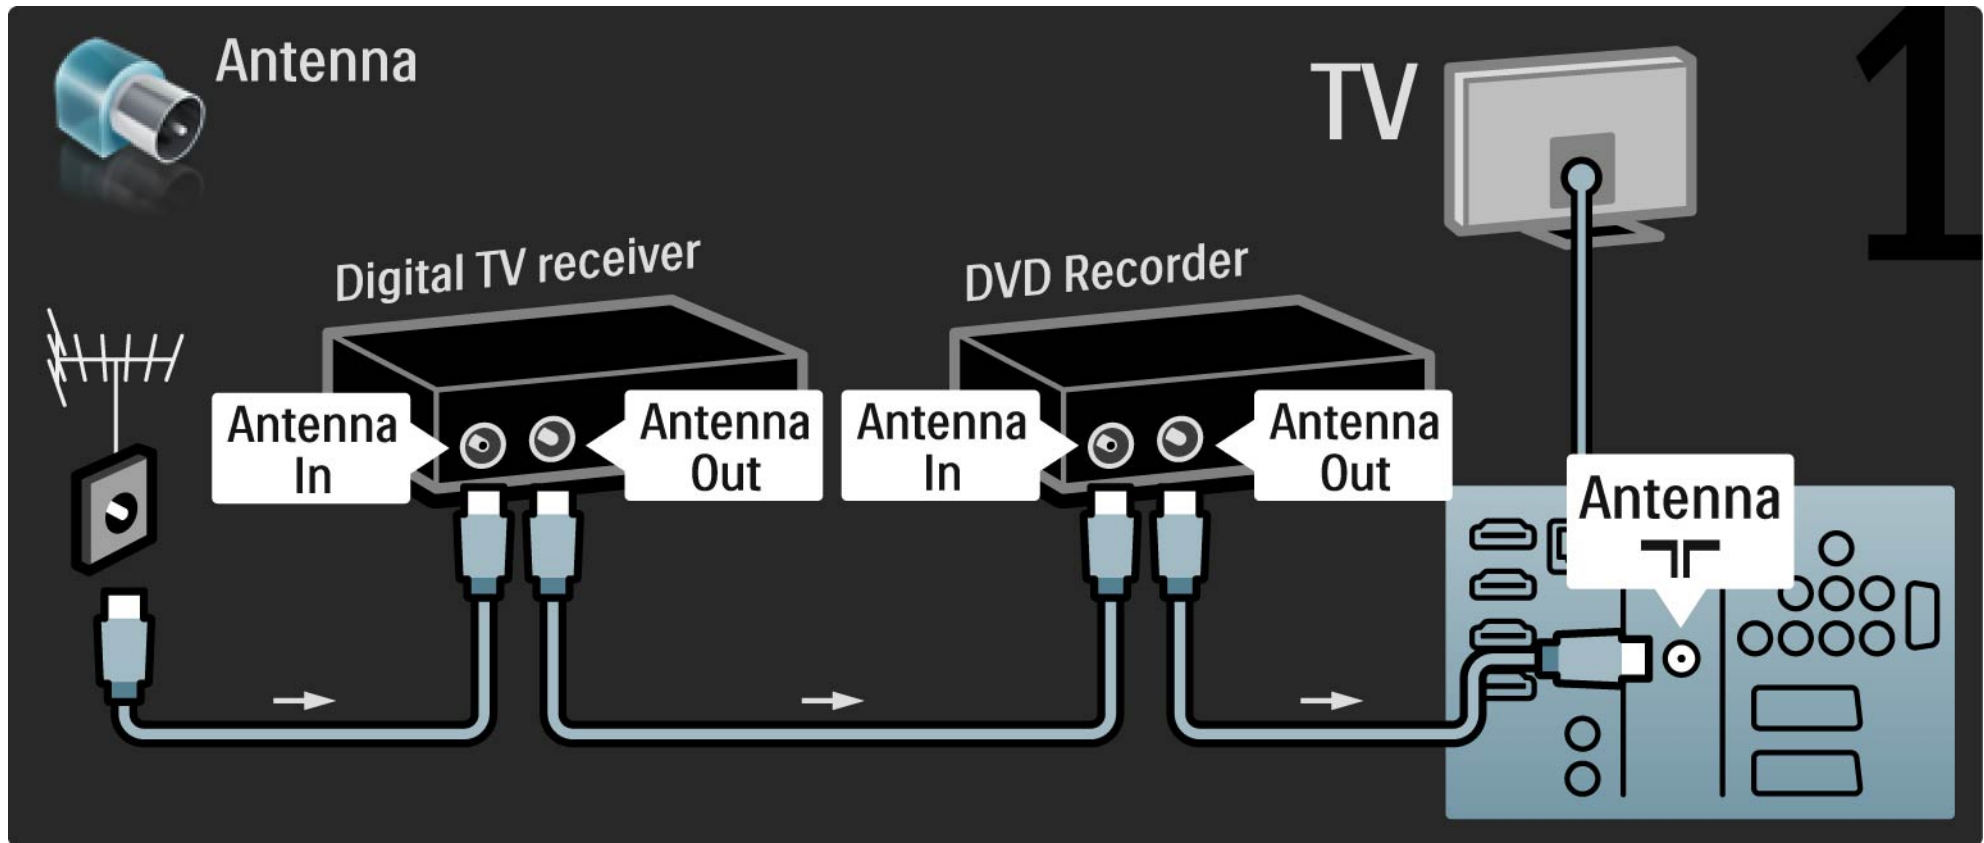 Antenna
TV
1
Digital TV receiver
DVD Recorder
Antenna
In
Antenna
Out
Antenna
In
Antenna
Out
Antenna